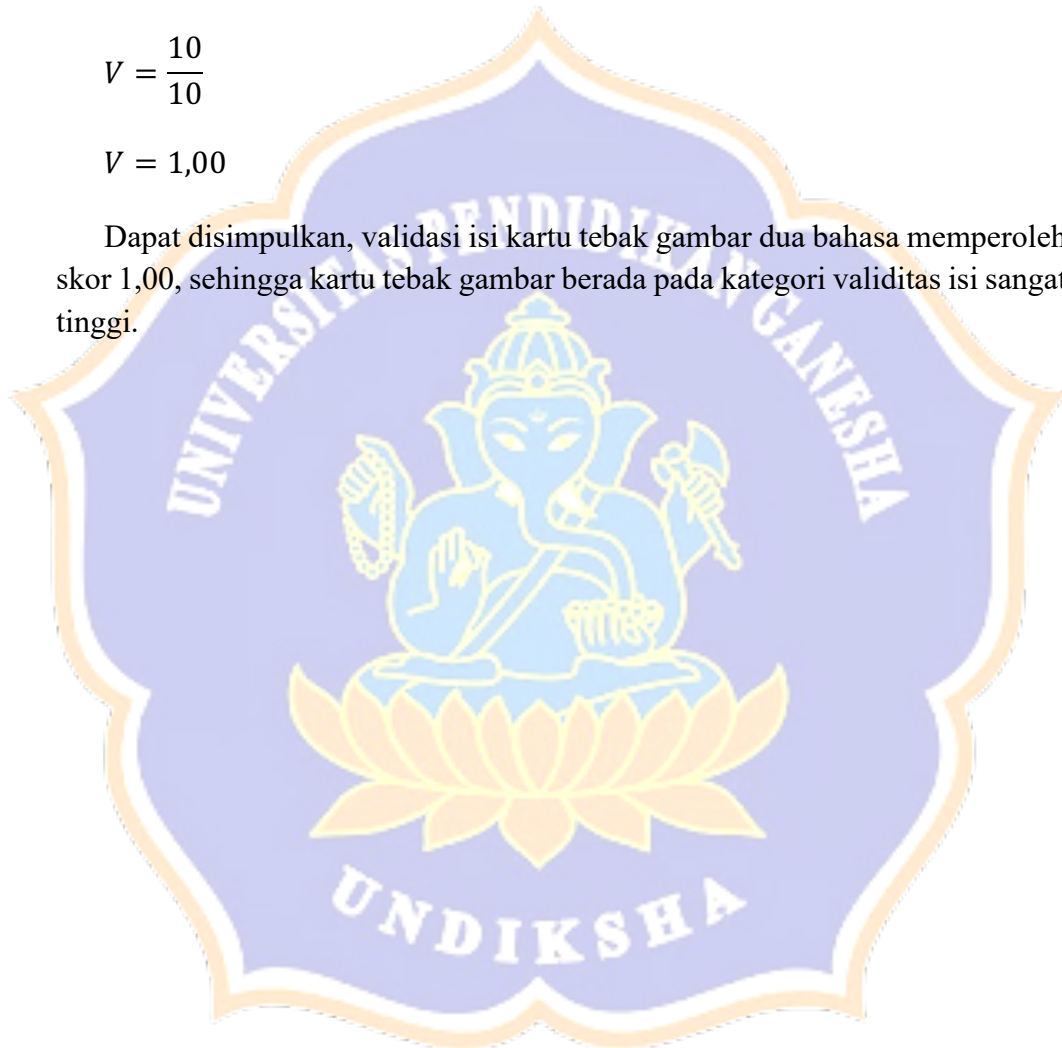 V = 10/10
V = 1,00
Dapat disimpulkan, validasi isi kartu tebak gambar dua bahasa memperoleh
skor 1,00, sehingga kartu tebak gambar berada pada kategori validitas isi sangat
tinggi.
UNIVERSITAS PENDIDIKAN GANESHA
UNDIKSHA